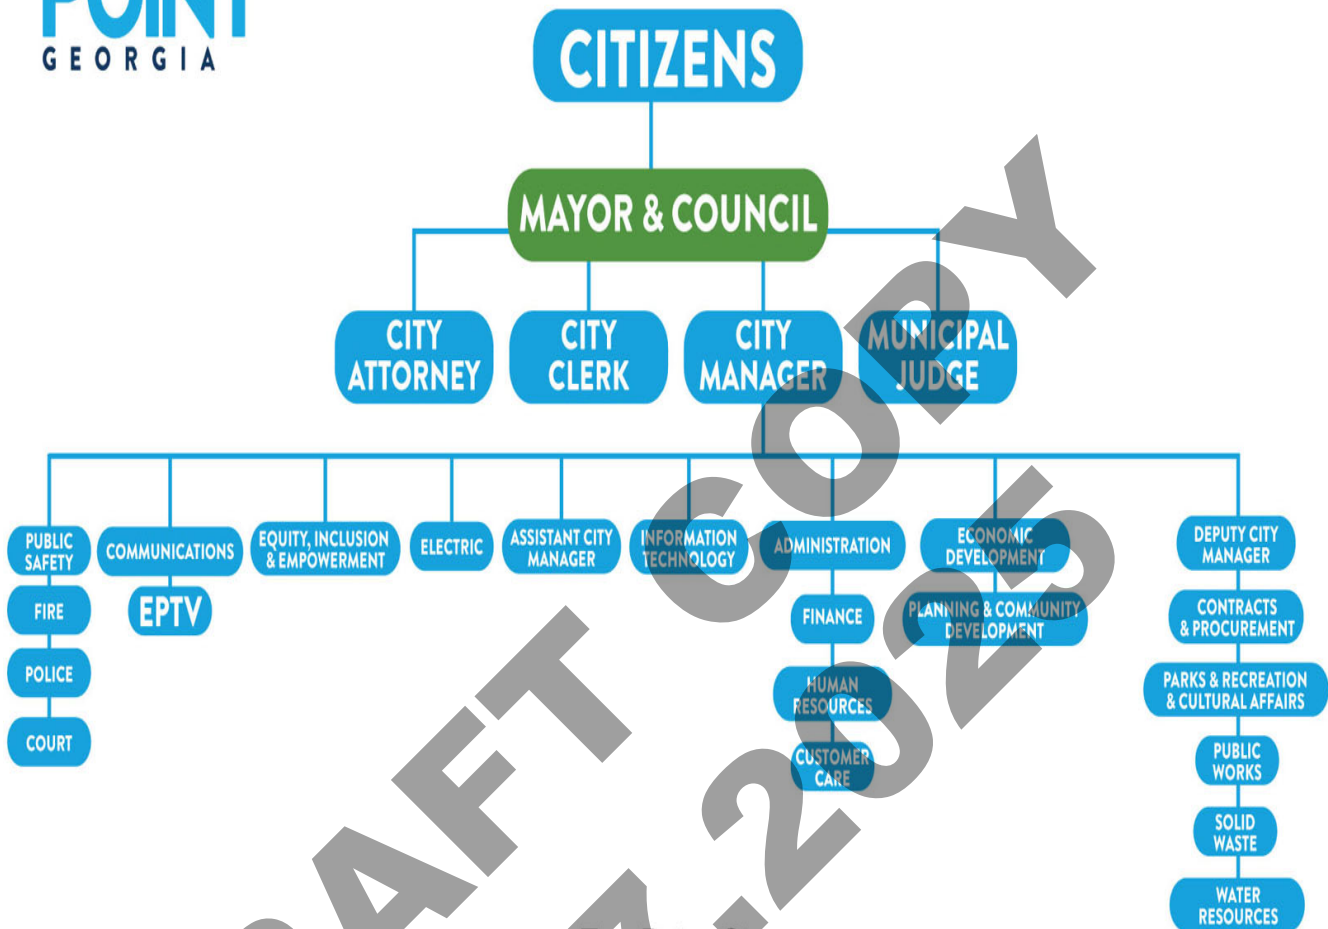 POINT
GEORGIA
CITIZENS
MAYOR & COUNCIL
CITY
ATTORNEY
CITY
CLERK
CITY
MANAGER
MUNICIPAL
JUDGE
PUBLIC
SAFETY
FIRE
POLICE
COURT
COMMUNICATIONS
EPTV
EQUITY, INCLUSION
& EMPOWERMENT
ELECTRIC
ASSISTANT CITY
MANAGER
INFORMATION
TECHNOLOGY
ADMINISTRATION
FINANCE
HUMAN
RESOURCES
CUSTOMER
CARE
ECONOMIC
DEVELOPMENT
PLANNING & COMMUNITY
DEVELOPMENT
DEPUTY CITY
MANAGER
CONTRACTS
& PROCUREMENT
PARKS & RECREATION
& CULTURAL AFFAIRS
PUBLIC
WORKS
SOLID
WASTE
WATER
RESOURCES
RAFT COPY
.2025